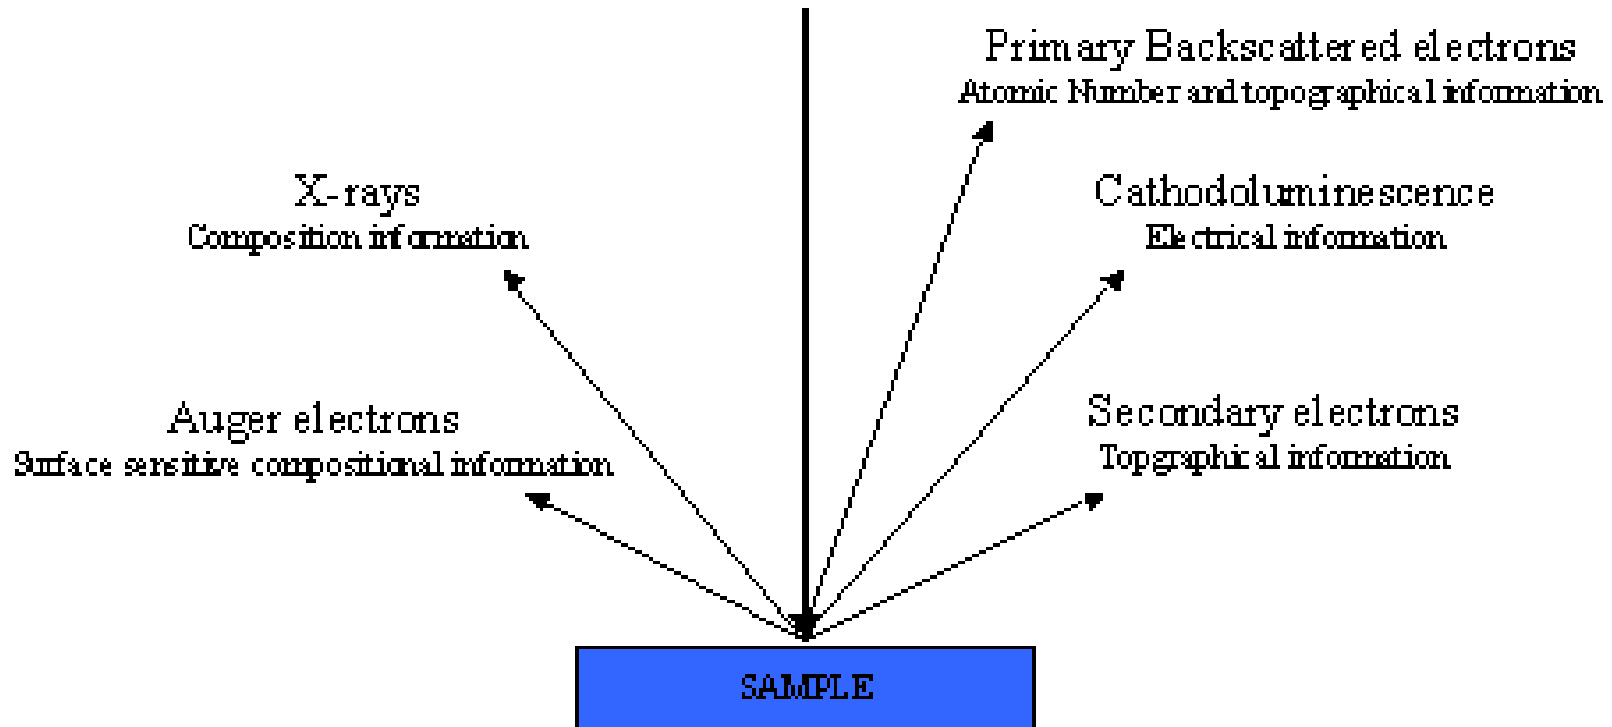 Primary Backscattered electrons
Atomic Number and topographical information
X-rays
Composition information
Cathodoluminescence
Electrical information
Auger electrons
Surface sensitive compositional information
Secondary electrons
Topgraphical information
SAMPLE